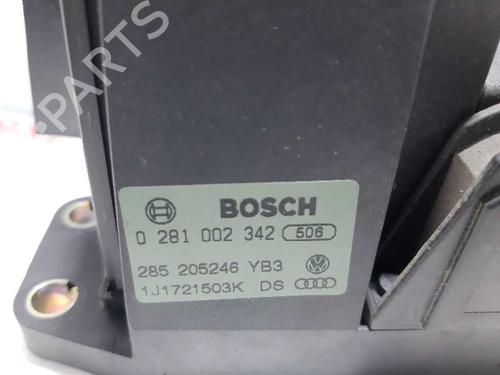 BOSCH
0 281 002 342 506
285 205246 YB3
1J1721503K DS
B-PARTS